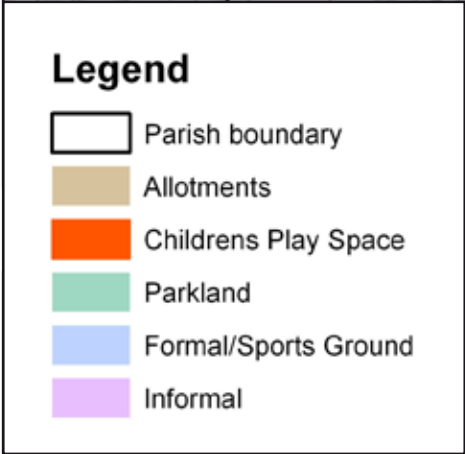 Legend
Parish boundary
Allotments
Childrens Play Space
Parkland
Formal/Sports Ground
Informal